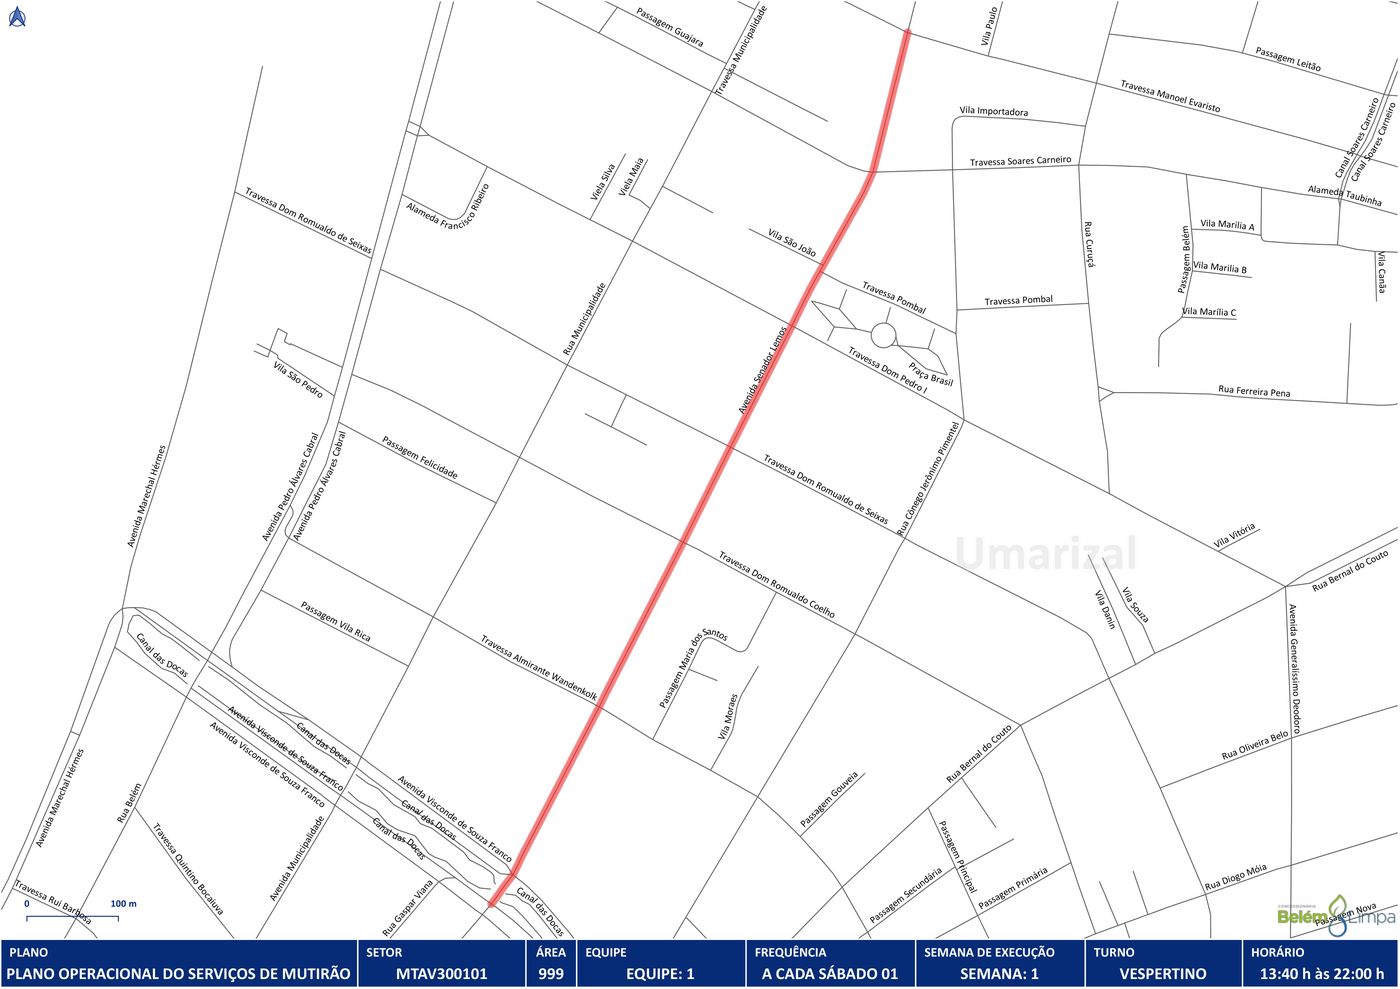 Passagem Guajara
Travessa Municipalidade
Vila Paulo
Passagem Leitão
Travessa Manoel Evaristo
Canal Soares Carneiro
Canal Soares Carneiro
Vila Importadora
Travessa Soares Carneiro
Alameda Taubinha
Viela Silva
Viela Maia
Travessa Dom Romualdo de Seixas
Alameda Francisco Ribeiro
Vila São João
Rua Curuçá
Passagem Belém
Vila Marilia A
Vila Marilia B
Vila Canãa
Travessa Pombal
Travessa Pombal
Vila Marília C
Rua Municipalidade
Avenida Senador Lemos
Travessa Dom Pedro I
Praça Brasil
Vila São Pedro
Rua Ferreira Pena
Avenida Marechal Hérmes
Avenida Pedro Álvares Cabral
Avenida Pedro Álvares Cabral
Passagem Felicidade
Travessa Dom Romualdo de Seixas
Rua Cônego Jerônimo Pimentel
Umarizal
Vila Vitória
Rua Bernal do Couto
Travessa Dom Romualdo Coelho
Vila Danin
Vila Souza
Avenida Generalíssimo Deodoro
Passagem Vila Rica
Canal das Docas
Travessa Almirante Wandenkolk
Passagem Maria dos Santos
Vila Moraes
Avenida Visconde de Souza Franco
Avenida Visconde de Souza Franco
Canal das Docas
Rua Bernal do Couto
Rua Oliveira Belo
Avenida Marechal Hérmes
Rua Belém
Avenida Visconde de Souza Franco
Canal das Docas
Canal das Docas
Passagem Gouveia
Travessa Quintino Bocaiuva
Avenida Municipalidade
Passagem Principal
Passagem Secundária
Passagem Primária
Rua Diogo Móia
Travessa Rui Barbosa
Rua Gaspar Viana
Canal das Docas
Passagem Nova
0 100 m
CONCESSIONÁRIA
Belém Limpa
PLANO SETOR ÁREA EQUIPE FREQUÊNCIA SEMANA DE EXECUÇÃO TURNO HORÁRIO
PLANO OPERACIONAL DO SERVIÇOS DE MUTIRÃO MTAV300101 999 EQUIPE: 1 A CADA SÁBADO 01 SEMANA: 1 VESPERTINO 13:40 h às 22:00 h